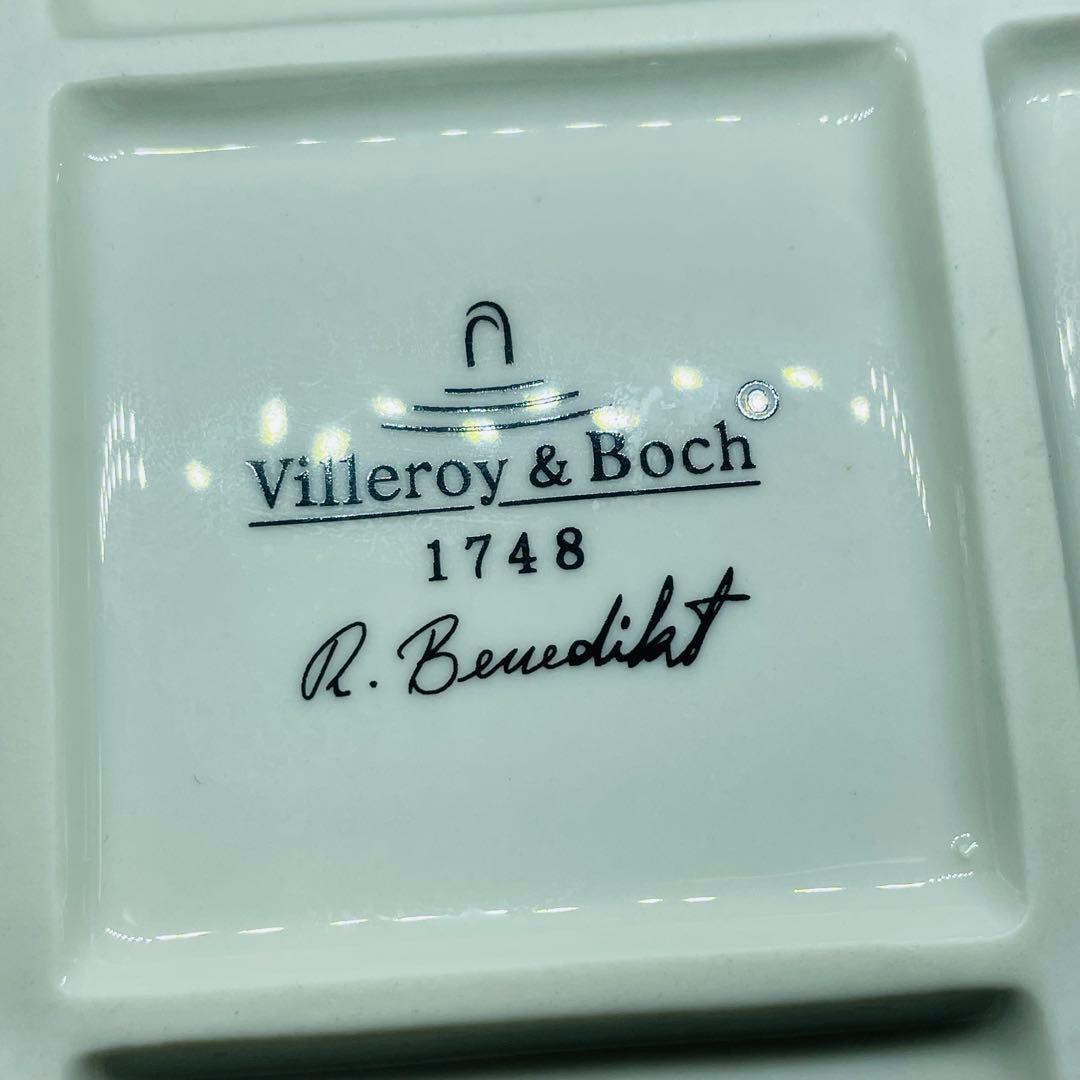 Villeroy & Boch
1748
R. Benedikt